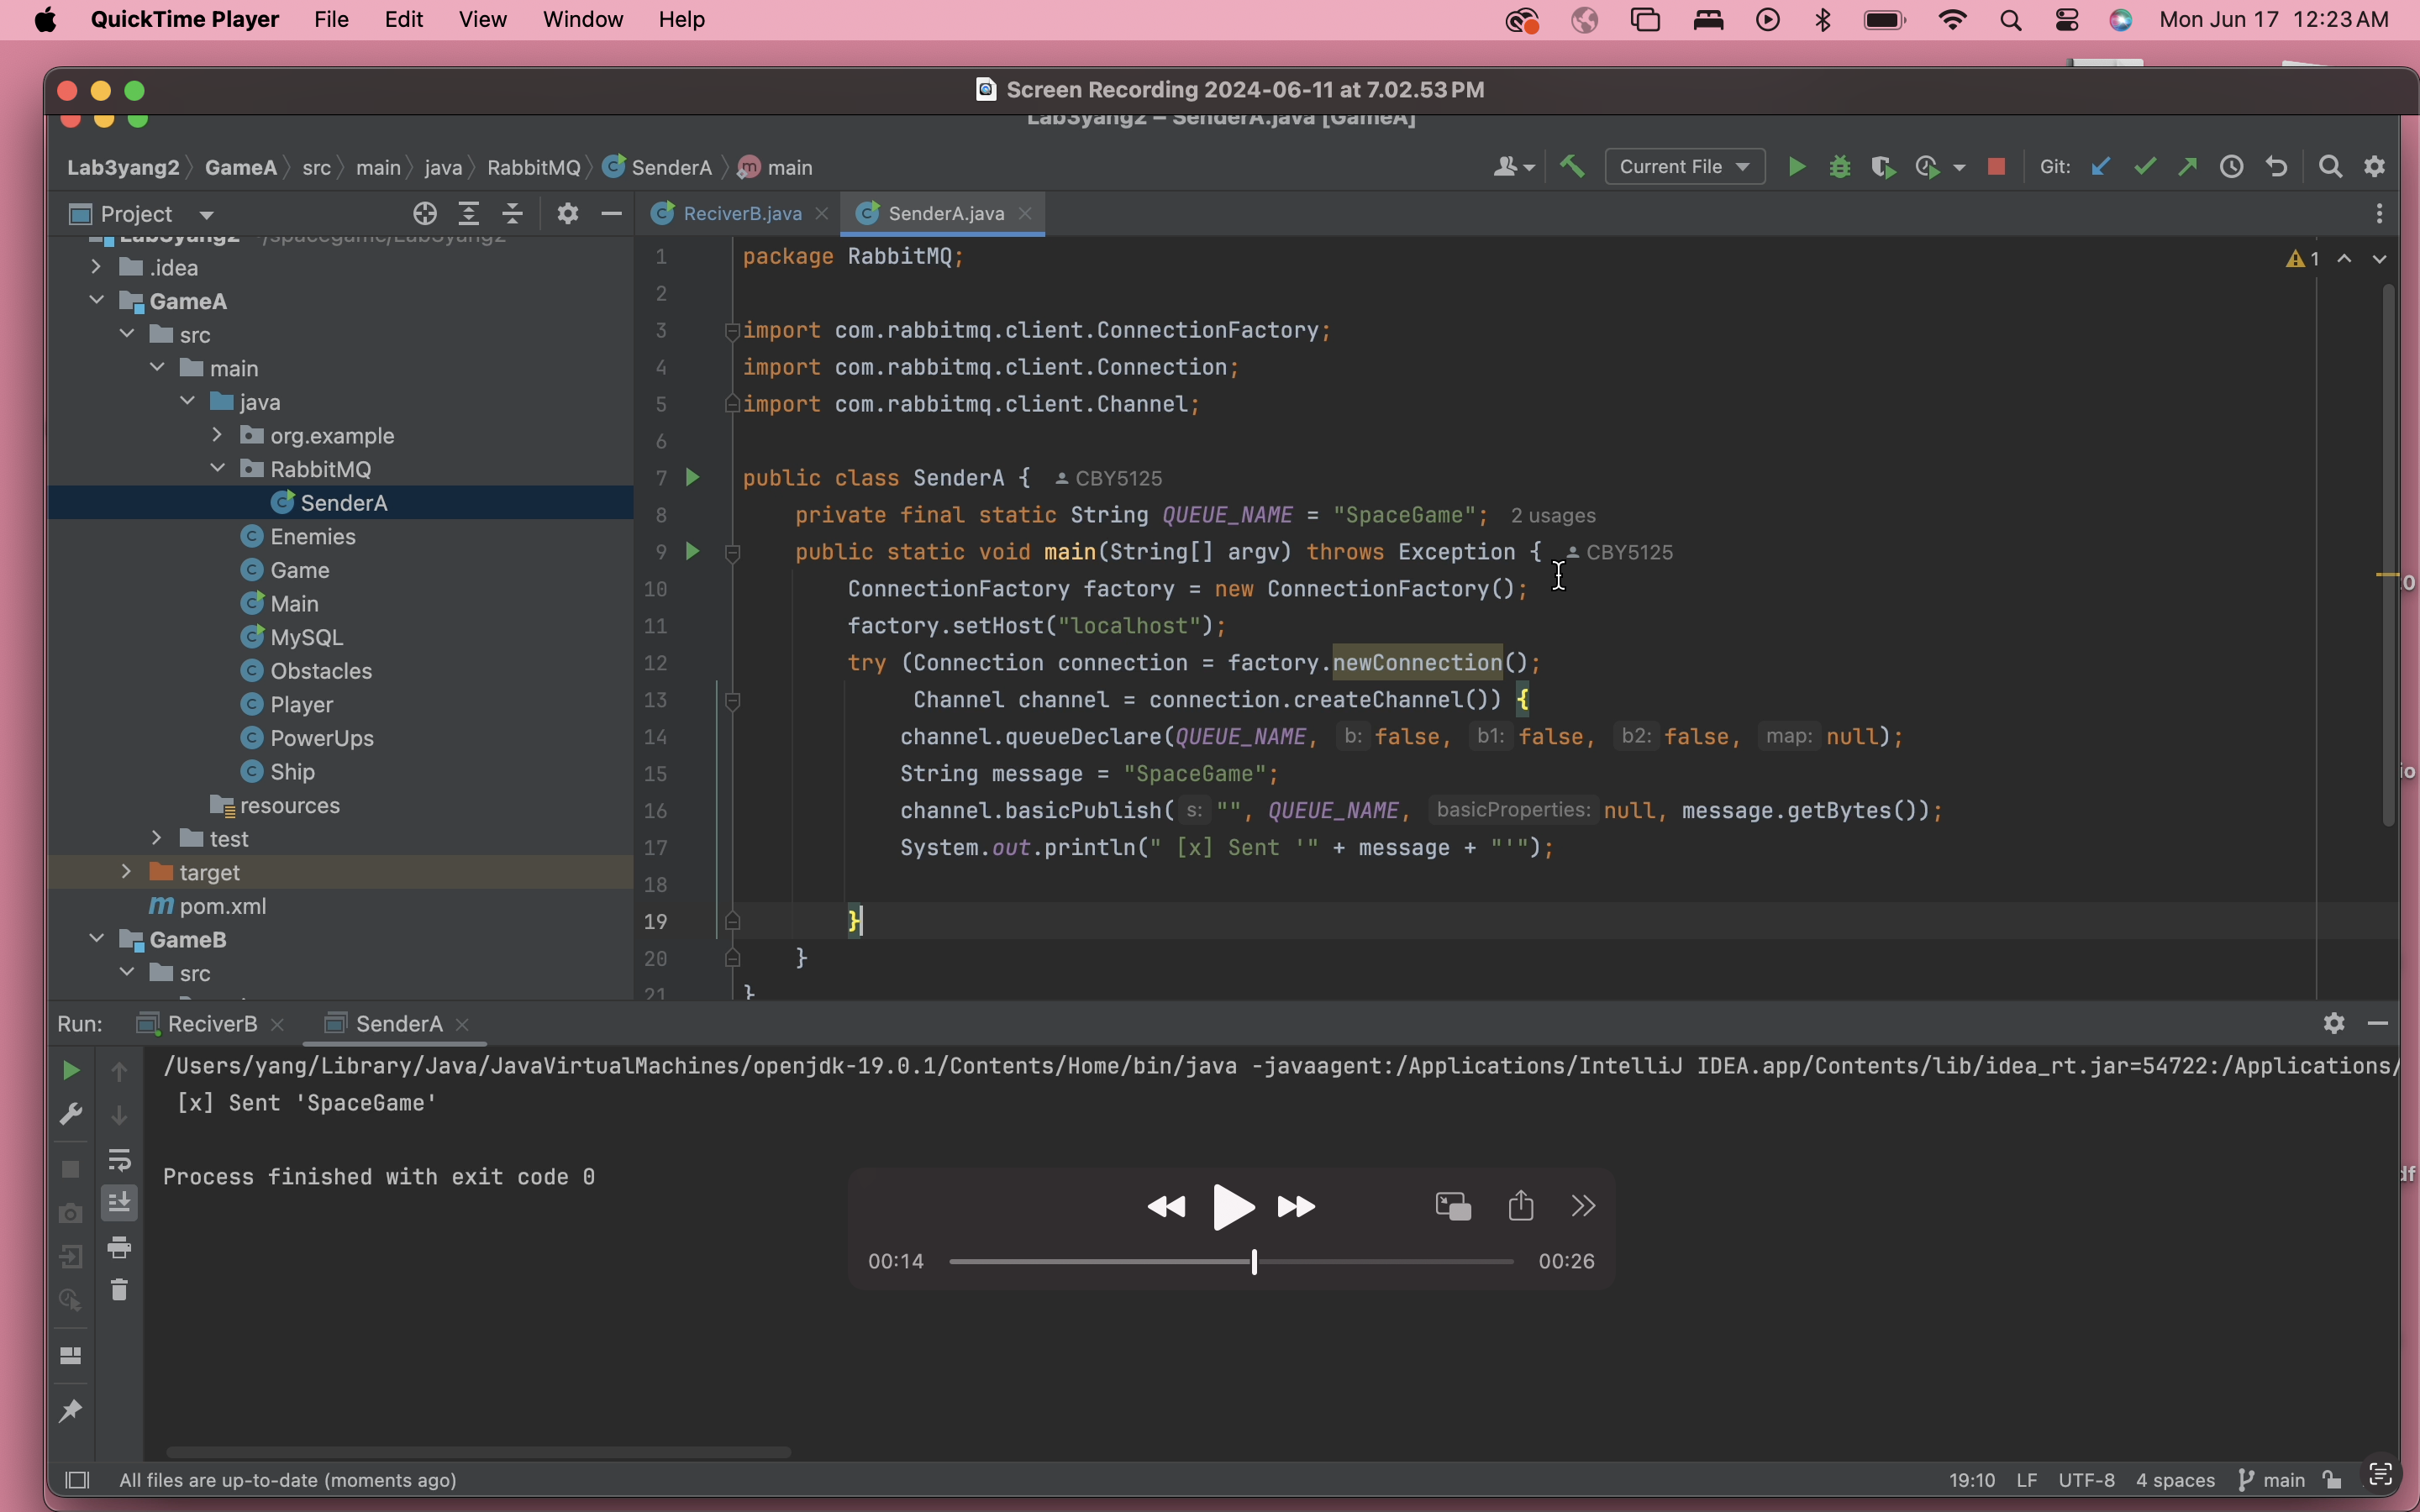 QuickTime Player File Edit View Window Help Mon Jun 17 12:23 AM
Screen Recording 2024-06-11 at 7.02.53 PM
Lab3yang2 – SenderA.java [GameA]
Lab3yang2 GameA src main java RabbitMQ SenderA main Current File Git:
Project
ReciverB.java SenderA.java
Lab3yang2 ~/spacegame/Lab3yang2
.idea
GameA
src
main
java
org.example
RabbitMQ
SenderA
Enemies
Game
Main
MySQL
Obstacles
Player
PowerUps
Ship
resources
test
target
pom.xml
GameB
src
1 package RabbitMQ; 1
2
3 import com.rabbitmq.client.ConnectionFactory;
4 import com.rabbitmq.client.Connection;
5 import com.rabbitmq.client.Channel;
6
7 public class SenderA { CBY5125
8 private final static String QUEUE_NAME = "SpaceGame"; 2 usages
9 public static void main(String[] argv) throws Exception { CBY5125
10 ConnectionFactory factory = new ConnectionFactory();
11 factory.setHost("localhost");
12 try (Connection connection = factory.newConnection();
13 Channel channel = connection.createChannel()) {
14 channel.queueDeclare(QUEUE_NAME, b: false, b1: false, b2: false, map: null);
15 String message = "SpaceGame";
16 channel.basicPublish( s: "", QUEUE_NAME, basicProperties: null, message.getBytes());
17 System.out.println(" [x] Sent '" + message + "'");
18
19 }
20 }
21 }
Run: ReciverB SenderA
/Users/yang/Library/Java/JavaVirtualMachines/openjdk-19.0.1/Contents/Home/bin/java -javaagent:/Applications/IntelliJ IDEA.app/Contents/lib/idea_rt.jar=54722:/Applications/
[x] Sent 'SpaceGame'
Process finished with exit code 0
00:14 00:26
All files are up-to-date (moments ago) 19:10 LF UTF-8 4 spaces main